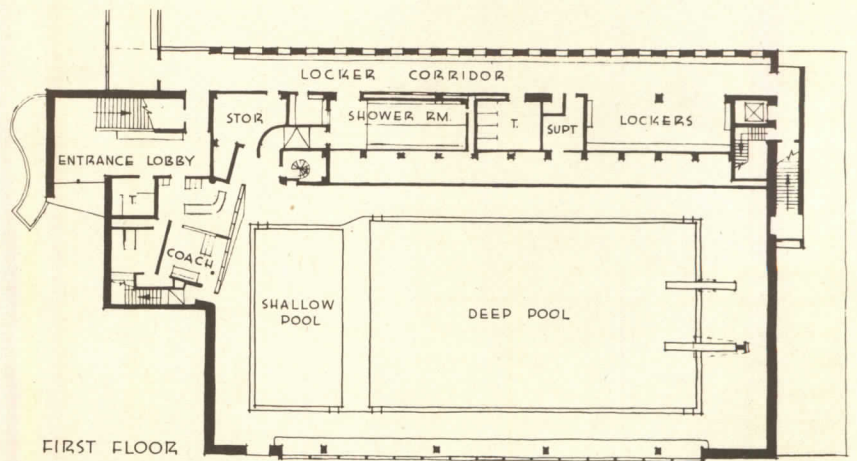 LOCKER CORRIDOR
STOR
SHOWER RM.
T.
SUPT
LOCKERS
ENTRANCE LOBBY
T.
COACH.
SHALLOW
POOL
DEEP POOL
FIRST FLOOR